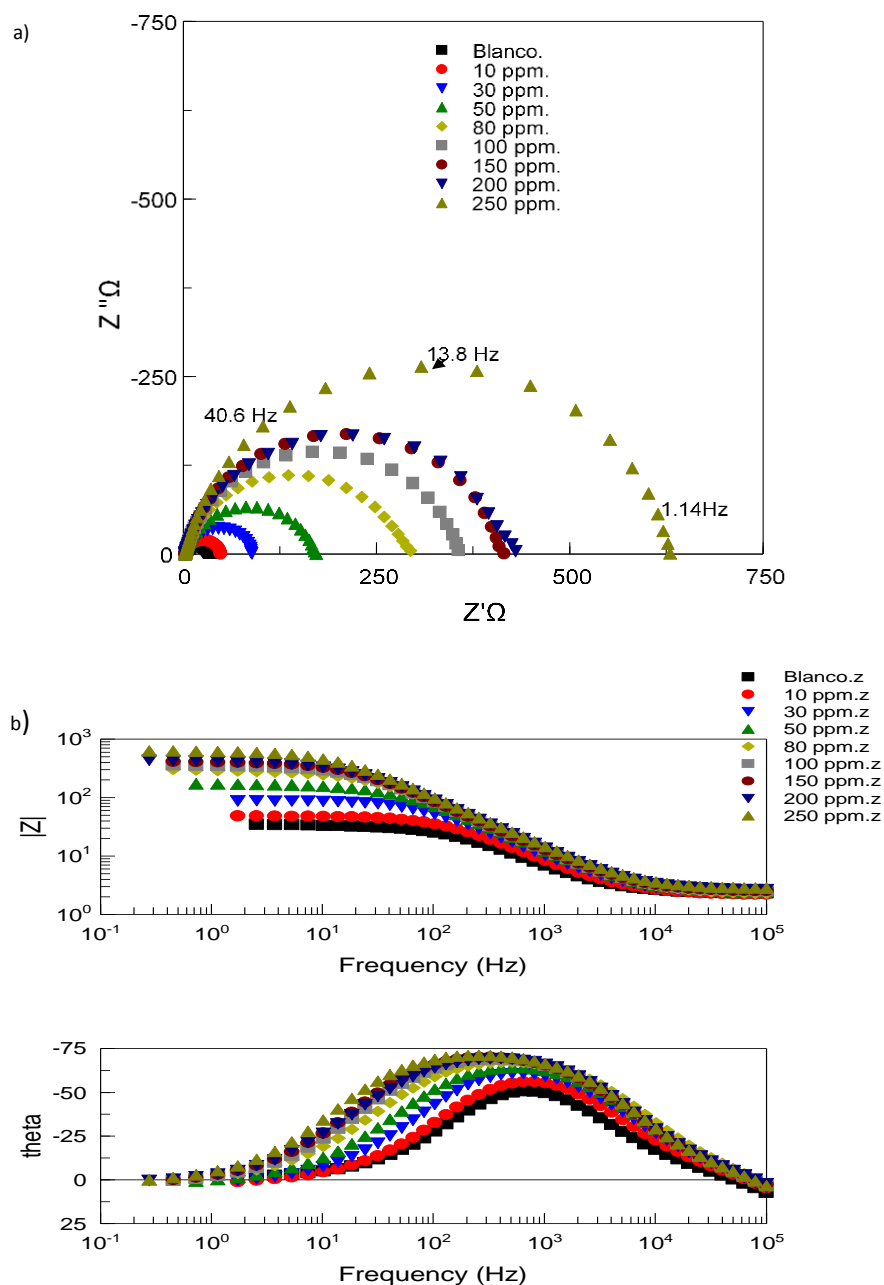 a)
-750
-500
-250
0
Z ''Ω
Blanco.
10 ppm.
30 ppm.
50 ppm.
80 ppm.
100 ppm.
150 ppm.
200 ppm.
250 ppm.
13.8 Hz
40.6 Hz
1.14Hz
0 250 500 750
Z'Ω
b)
Blanco.z
10 ppm.z
30 ppm.z
50 ppm.z
80 ppm.z
100 ppm.z
150 ppm.z
200 ppm.z
250 ppm.z
10³
10²
10¹
10⁰
|Z|
10⁻¹ 10⁰ 10¹ 10² 10³ 10⁴ 10⁵
Frequency (Hz)
-75
-50
-25
0
25
theta
10⁻¹ 10⁰ 10¹ 10² 10³ 10⁴ 10⁵
Frequency (Hz)